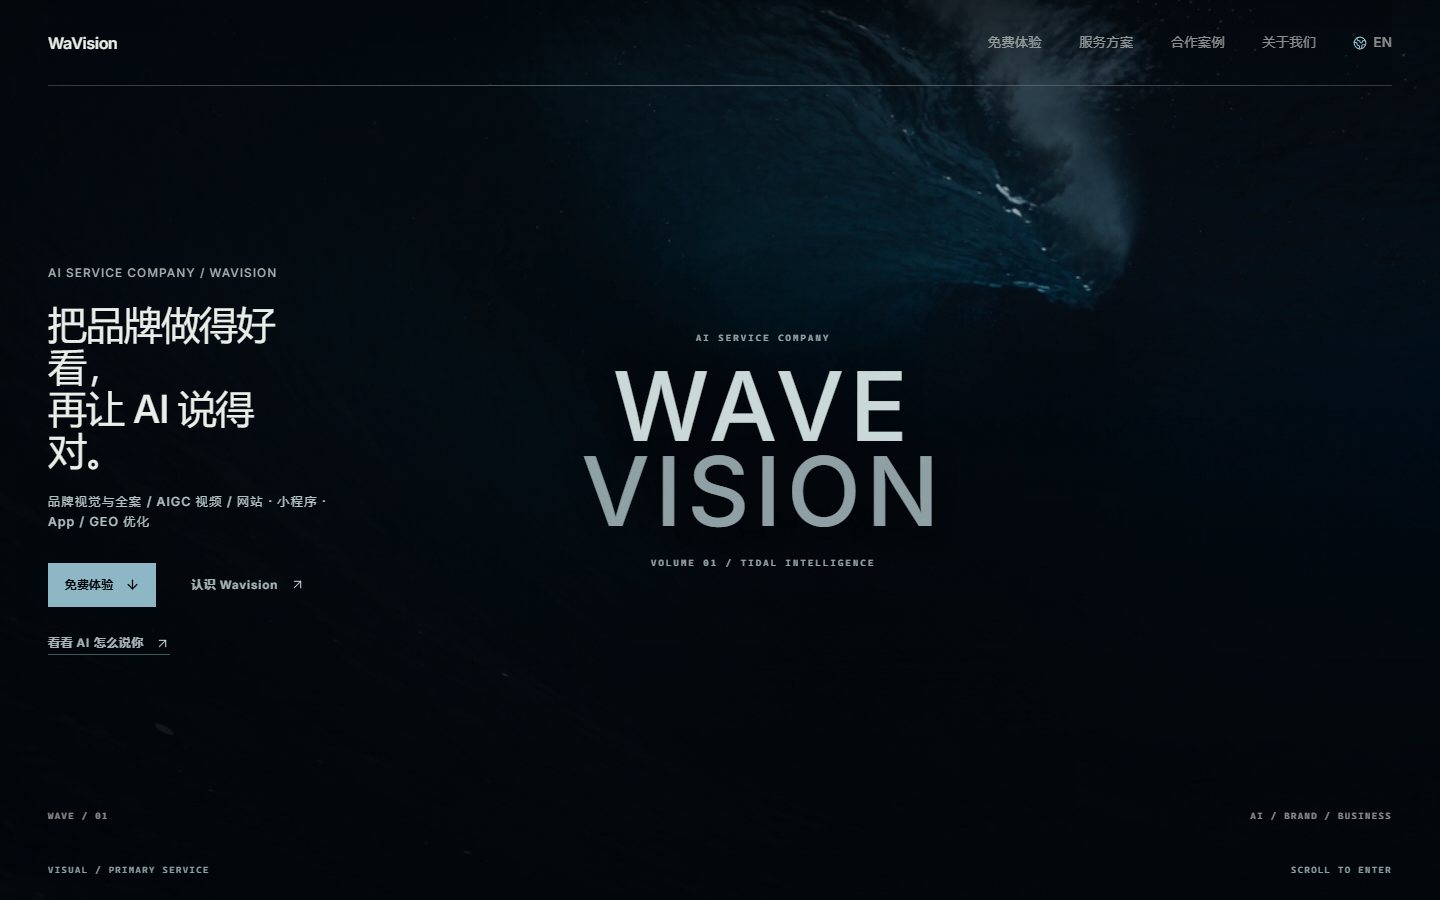 WaVision
免费体验
服务方案
合作案例
关于我们
EN
AI SERVICE COMPANY / WAVISION
把品牌做得好
看，
再让 AI 说得
对。
品牌视觉与全案 / AIGC 视频 / 网站 · 小程序 ·
App / GEO 优化
免费体验
认识 Wavision
看看 AI 怎么说你
AI SERVICE COMPANY
WAVE
VISION
VOLUME 01 / TIDAL INTELLIGENCE
WAVE / 01
AI / BRAND / BUSINESS
VISUAL / PRIMARY SERVICE
SCROLL TO ENTER